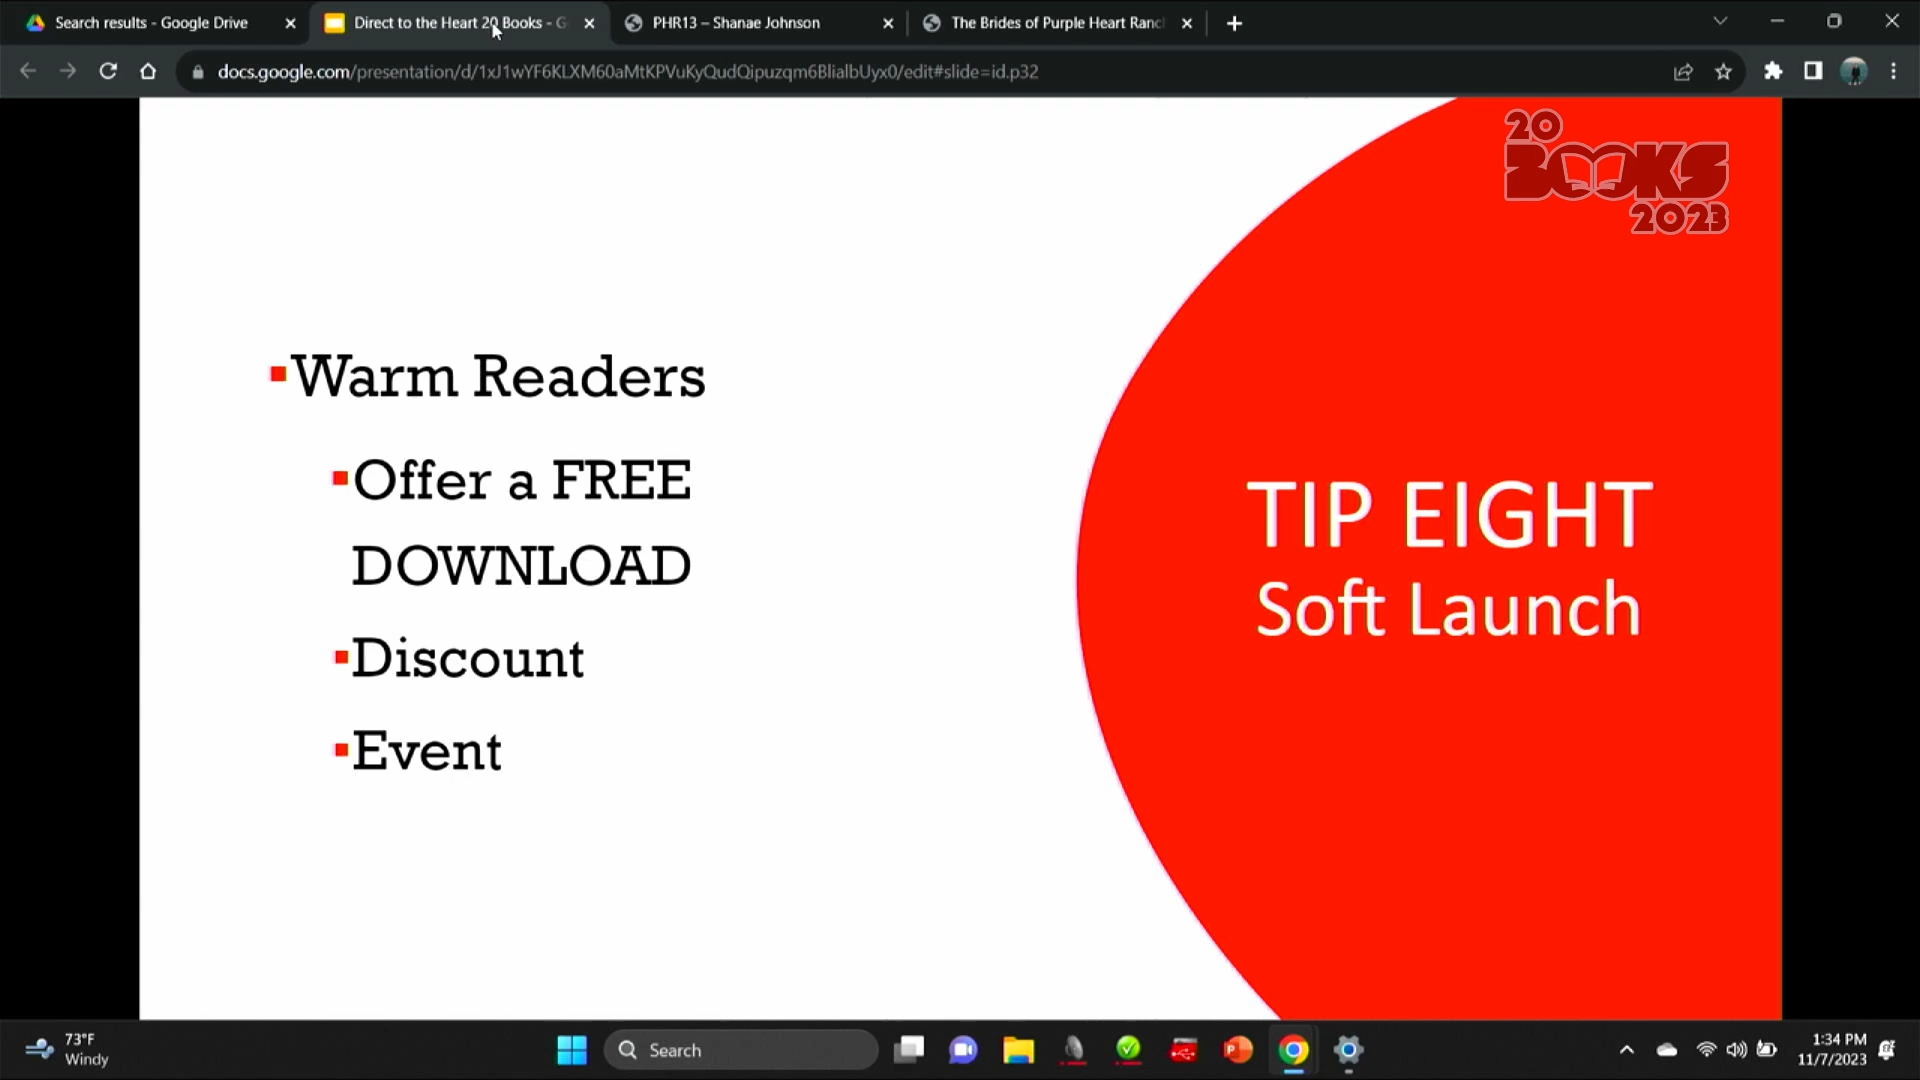 Search results - Google Drive
Direct to the Heart 20 Books - G
PHR13 – Shanae Johnson
The Brides of Purple Heart Ranc
docs.google.com/presentation/d/1xJ1wYF6KLXM60aMtKPVuKyQudQipuzqm6BlialbUyx0/edit#slide=id.p32
20
BOOKS
2023
Warm Readers
Offer a FREE
DOWNLOAD
Discount
Event
TIP EIGHT
Soft Launch
73°F
Windy
Search
1:34 PM
11/7/2023